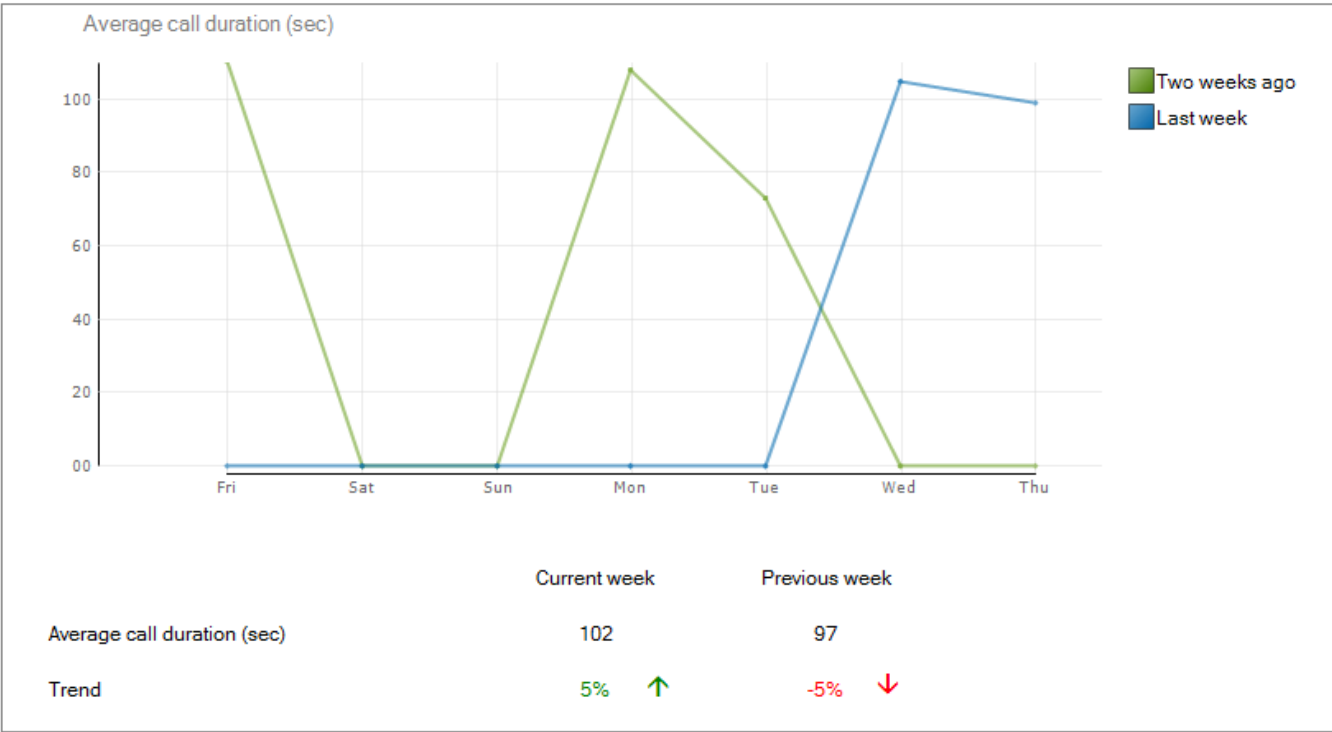 Average call duration (sec)
Two weeks ago
Last week
100
80
60
40
20
00
Fri Sat Sun Mon Tue Wed Thu
Current week Previous week
Average call duration (sec) 102 97
Trend 5% ↑ -5% ↓